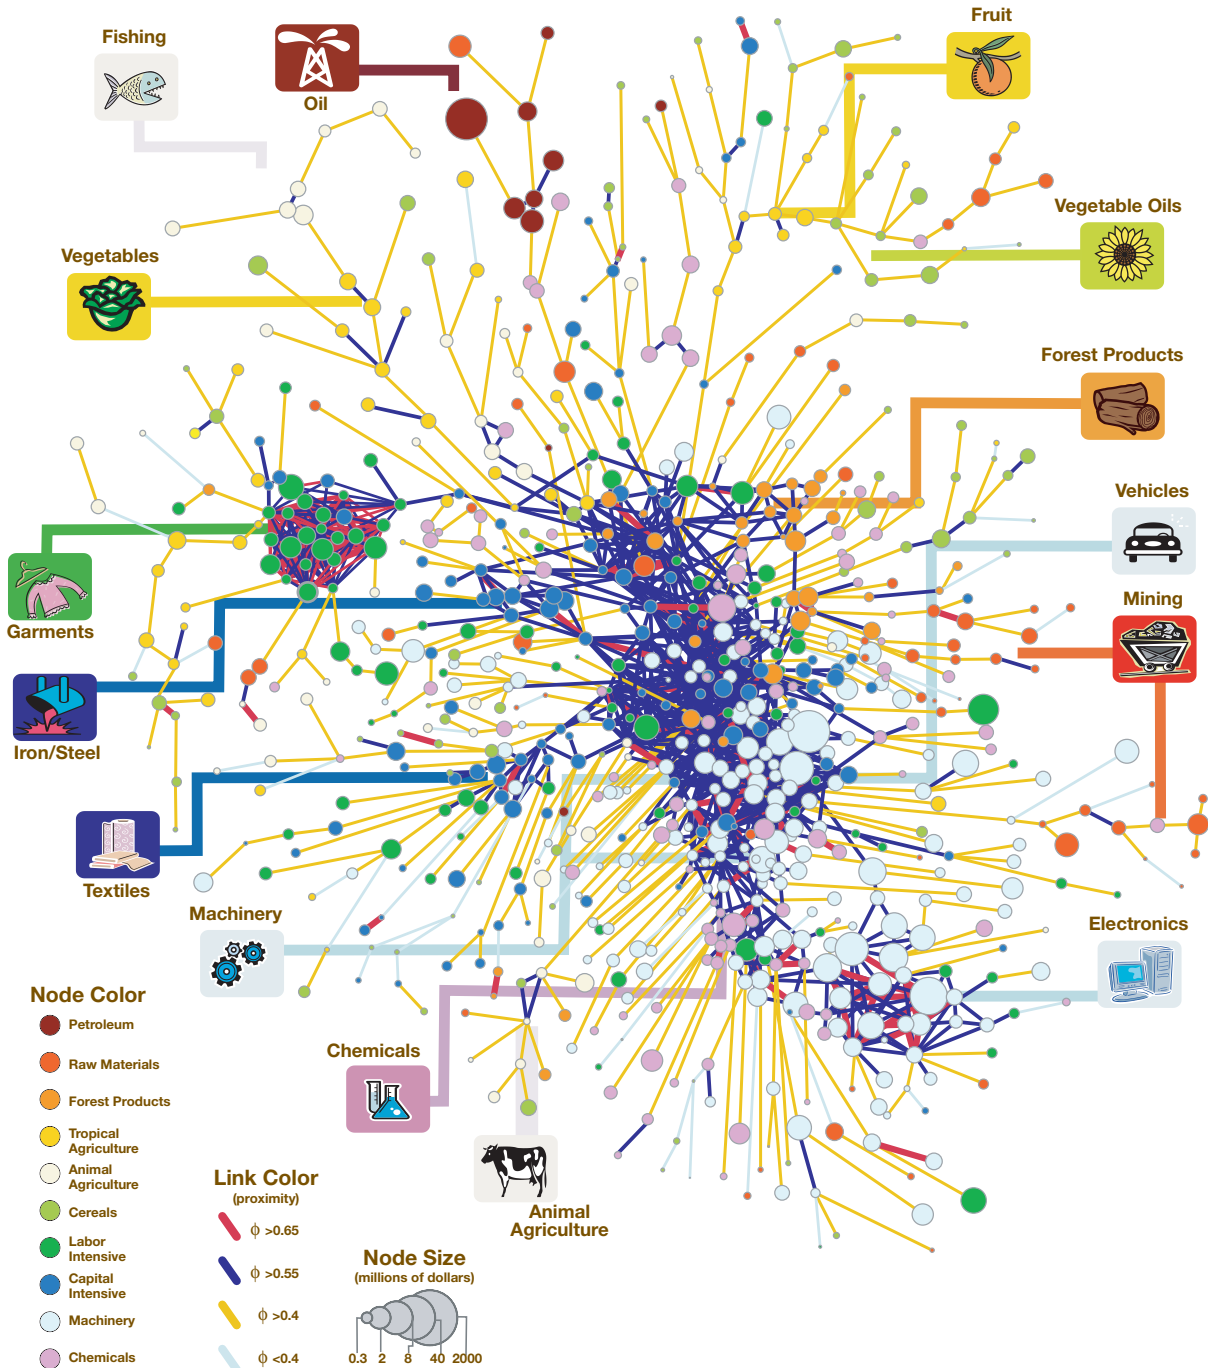 Fishing
Oil
Fruit
Vegetable Oils
Vegetables
Forest Products
Vehicles
Garments
Mining
Iron/Steel
Textiles
Machinery
Electronics
Chemicals
Animal
Agriculture
Node Color
Petroleum
Raw Materials
Forest Products
Tropical
Agriculture
Animal
Agriculture
Cereals
Labor
Intensive
Capital
Intensive
Machinery
Chemicals
Link Color
(proximity)
ϕ >0.65
ϕ >0.55
ϕ >0.4
ϕ <0.4
Node Size
(millions of dollars)
0.3 2 8 40 2000